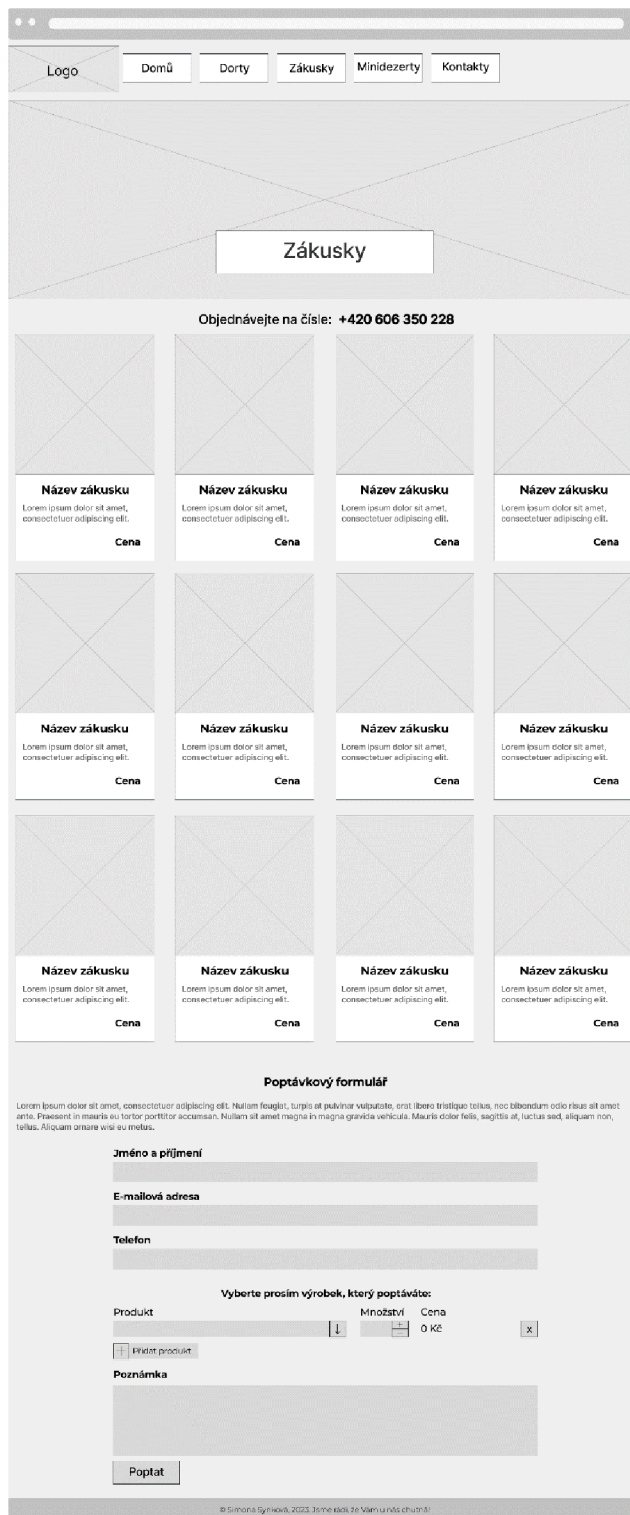 Logo
Domů
Dorty
Zákusky
Minidezerty
Kontakty
Zákusky
Objednávejte na čísle: +420 606 350 228
Název zákusku
Lorem ipsum dolor sit amet,
consectetuer adipiscing elit.
Cena
Název zákusku
Lorem ipsum dolor sit amet,
consectetuer adipiscing elit.
Cena
Název zákusku
Lorem ipsum dolor sit amet,
consectetuer adipiscing elit.
Cena
Název zákusku
Lorem ipsum dolor sit amet,
consectetuer adipiscing elit.
Cena
Název zákusku
Lorem ipsum dolor sit amet,
consectetuer adipiscing elit.
Cena
Název zákusku
Lorem ipsum dolor sit amet,
consectetuer adipiscing elit.
Cena
Název zákusku
Lorem ipsum dolor sit amet,
consectetuer adipiscing elit.
Cena
Název zákusku
Lorem ipsum dolor sit amet,
consectetuer adipiscing elit.
Cena
Název zákusku
Lorem ipsum dolor sit amet,
consectetuer adipiscing elit.
Cena
Název zákusku
Lorem ipsum dolor sit amet,
consectetuer adipiscing elit.
Cena
Název zákusku
Lorem ipsum dolor sit amet,
consectetuer adipiscing elit.
Cena
Název zákusku
Lorem ipsum dolor sit amet,
consectetuer adipiscing elit.
Cena
Poptávkový formulář
Lorem ipsum dolor sit amet, consectetuer adipiscing elit. Nullam feugiat, turpis at pulvinar vulputate, erat libero tristique tellus, nec bibendum odio risus sit amet
ante. Praesent in mauris eu tortor porttitor accumsan. Nullam sit amet magna in magna gravida vehicula. Mauris dolor felis, sagittis at, luctus sed, aliquam non,
tellus. Aliquam ornare wisi eu metus.
Jméno a příjmení
E-mailová adresa
Telefon
Vyberte prosím výrobek, který poptáváte:
Produkt Množství Cena
↓ + − 0 Kč x
+ Přidat produkt
Poznámka
Poptat
© Simona Synková, 2023. Jsme rádi, že Vám u nás chutná!